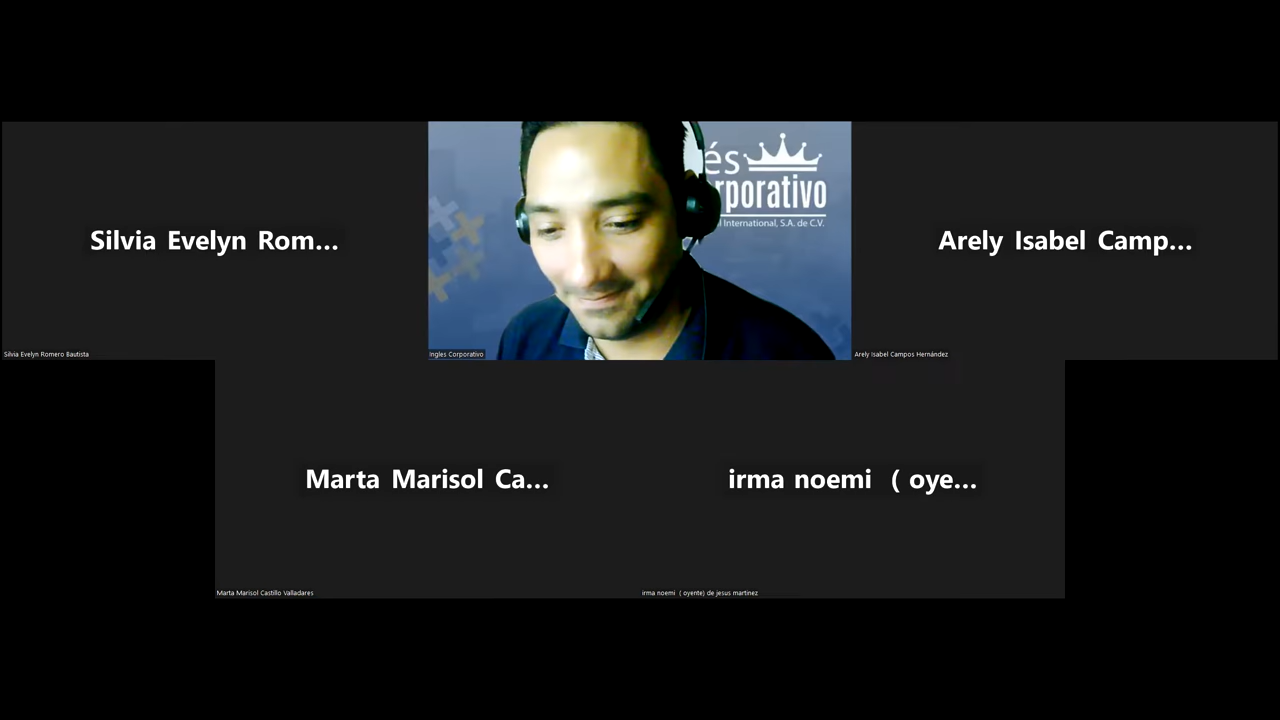 Silvia Evelyn Rom...
és
rporativo
l International, S.A. de C.V.
Arely Isabel Camp...
Silvia Evelyn Romero Bautista
Ingles Corporativo
Arely Isabel Campos Hernández
Marta Marisol Ca...
irma noemi ( oye...
Marta Marisol Castillo Valladares
irma noemi ( oyente) de jesus martinez